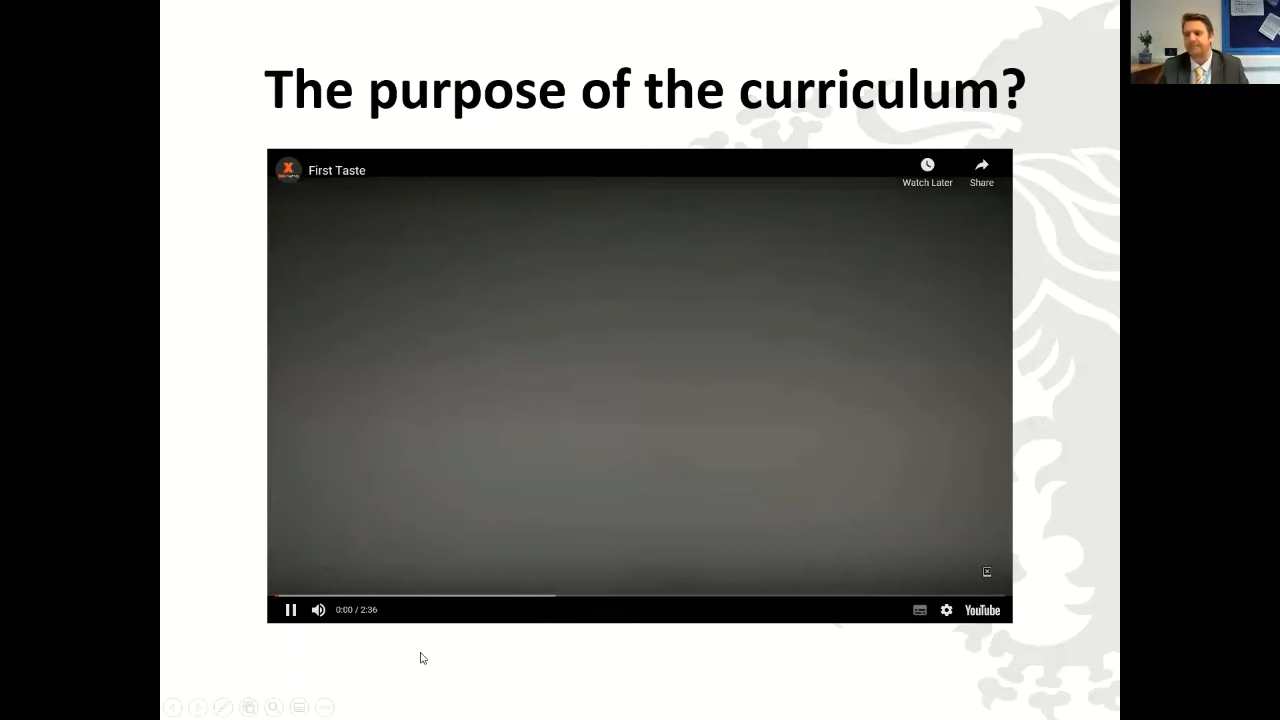 The purpose of the curriculum?
First Taste
Watch Later
Share
0:00 / 2:36
YouTube